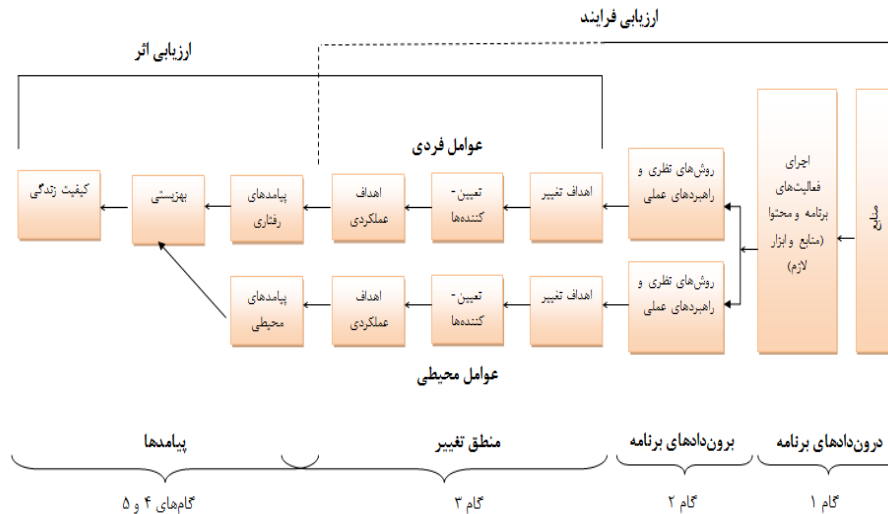 ارزیابی فرایند
ارزیابی اثر
عوامل فردی
منابع
اجرای
فعالیت‌های
برنامه و محتوا
(منابع و ابزار
لازم)
روش‌های نظری و
راهبردهای عملی
اهداف تغییر
تعیین-
کننده‌ها
اهداف
عملکردی
پیامدهای
رفتاری
بهزیستی
کیفیت زندگی
روش‌های نظری و
راهبردهای عملی
اهداف تغییر
تعیین-
کننده‌ها
اهداف
عملکردی
پیامدهای
محیطی
عوامل محیطی
درون‌دادهای برنامه
برون‌دادهای برنامه
منطق تغییر
پیامدها
گام ۱
گام ۲
گام ۳
گام‌های ۴ و ۵